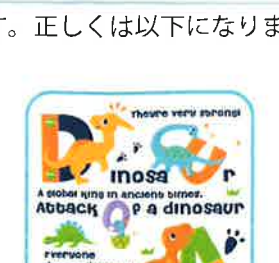 す。正しくは以下になりま
They're very strong!
D inosa u r
A global king in ancient times.
Attack OF a dinosaur
Everyone